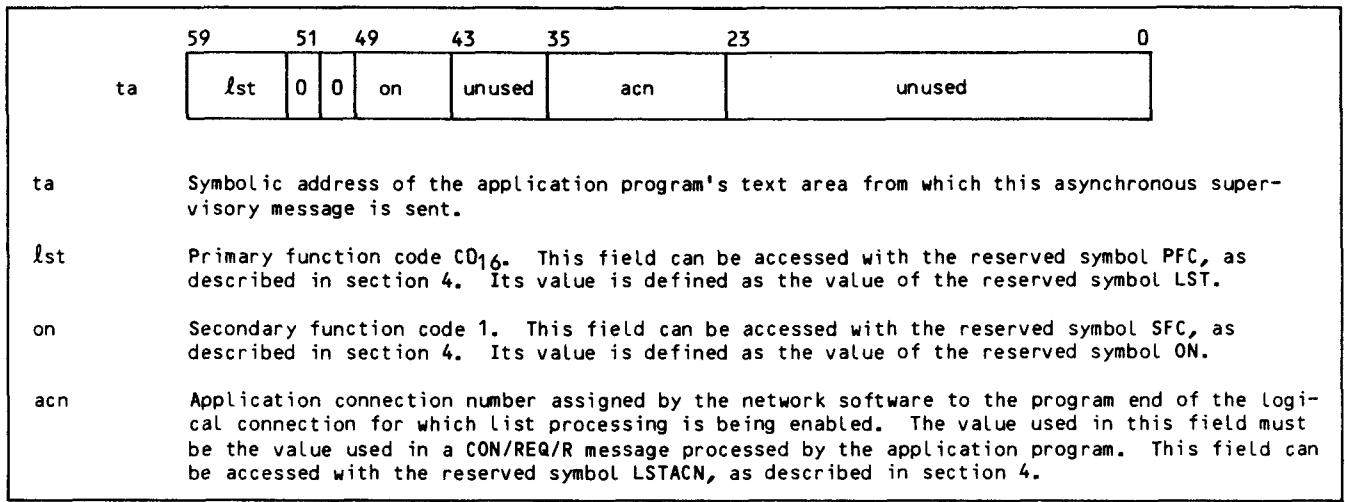 59 51 49 43 35 23 0
ta ℓst 0 0 on unused acn unused
ta Symbolic address of the application program's text area from which this asynchronous super-
visory message is sent.
ℓst Primary function code C0₁₆. This field can be accessed with the reserved symbol PFC, as
described in section 4. Its value is defined as the value of the reserved symbol LST.
on Secondary function code 1. This field can be accessed with the reserved symbol SFC, as
described in section 4. Its value is defined as the value of the reserved symbol ON.
acn Application connection number assigned by the network software to the program end of the logi-
cal connection for which list processing is being enabled. The value used in this field must
be the value used in a CON/REQ/R message processed by the application program. This field can
be accessed with the reserved symbol LSTACN, as described in section 4.